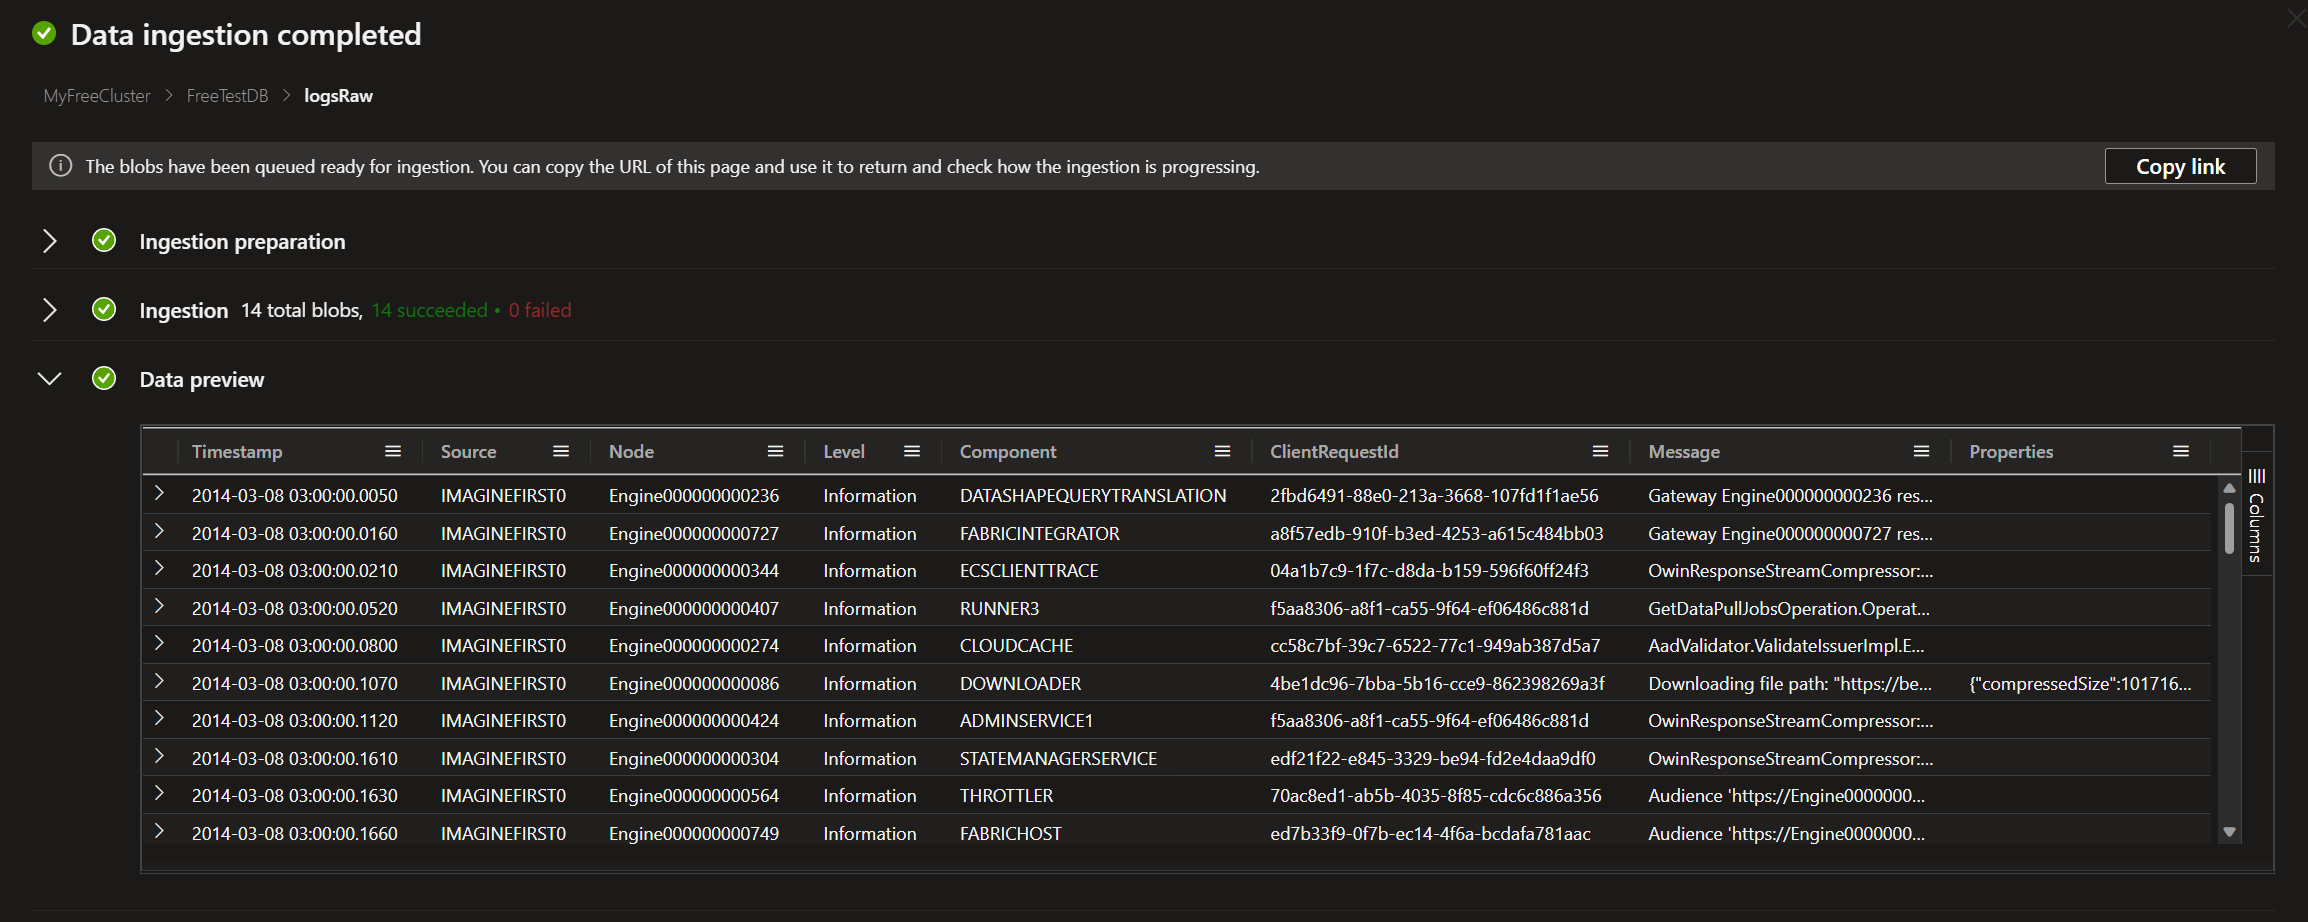 Data ingestion completed
MyFreeCluster > FreeTestDB > logsRaw
The blobs have been queued ready for ingestion. You can copy the URL of this page and use it to return and check how the ingestion is progressing. Copy link
Ingestion preparation
Ingestion 14 total blobs, 14 succeeded • 0 failed
Data preview
Timestamp Source Node Level Component ClientRequestId Message Properties
2014-03-08 03:00:00.0050 IMAGINEFIRST0 Engine000000000236 Information DATASHAPEQUERYTRANSLATION 2fbd6491-88e0-213a-3668-107fd1f1ae56 Gateway Engine000000000236 res...
2014-03-08 03:00:00.0160 IMAGINEFIRST0 Engine000000000727 Information FABRICINTEGRATOR a8f57edb-910f-b3ed-4253-a615c484bb03 Gateway Engine000000000727 res...
2014-03-08 03:00:00.0210 IMAGINEFIRST0 Engine000000000344 Information ECSCLIENTTRACE 04a1b7c9-1f7c-d8da-b159-596f60ff24f3 OwinResponseStreamCompressor:...
2014-03-08 03:00:00.0520 IMAGINEFIRST0 Engine000000000407 Information RUNNER3 f5aa8306-a8f1-ca55-9f64-ef06486c881d GetDataPullJobsOperation.Operat...
2014-03-08 03:00:00.0800 IMAGINEFIRST0 Engine000000000274 Information CLOUDCACHE cc58c7bf-39c7-6522-77c1-949ab387d5a7 AadValidator.ValidateIssuerImpl.E...
2014-03-08 03:00:00.1070 IMAGINEFIRST0 Engine000000000086 Information DOWNLOADER 4be1dc96-7bba-5b16-cce9-862398269a3f Downloading file path: "https://be... {"compressedSize":101716...
2014-03-08 03:00:00.1120 IMAGINEFIRST0 Engine000000000424 Information ADMINSERVICE1 f5aa8306-a8f1-ca55-9f64-ef06486c881d OwinResponseStreamCompressor:...
2014-03-08 03:00:00.1610 IMAGINEFIRST0 Engine000000000304 Information STATEMANAGERSERVICE edf21f22-e845-3329-be94-fd2e4daa9df0 OwinResponseStreamCompressor:...
2014-03-08 03:00:00.1630 IMAGINEFIRST0 Engine000000000564 Information THROTTLER 70ac8ed1-ab5b-4035-8f85-cdc6c886a356 Audience 'https://Engine0000000...
2014-03-08 03:00:00.1660 IMAGINEFIRST0 Engine000000000749 Information FABRICHOST ed7b33f9-0f7b-ec14-4f6a-bcdafa781aac Audience 'https://Engine0000000...
Columns